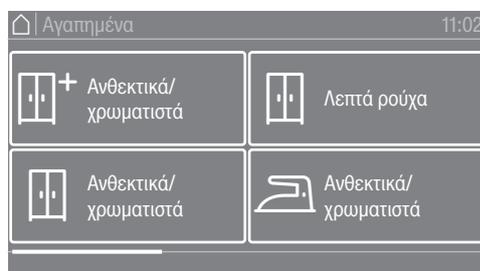 Αγαπημένα 11:02
Ανθεκτικά/
χρωματιστά
Λεπτά ρούχα
Ανθεκτικά/
χρωματιστά
Ανθεκτικά/
χρωματιστά